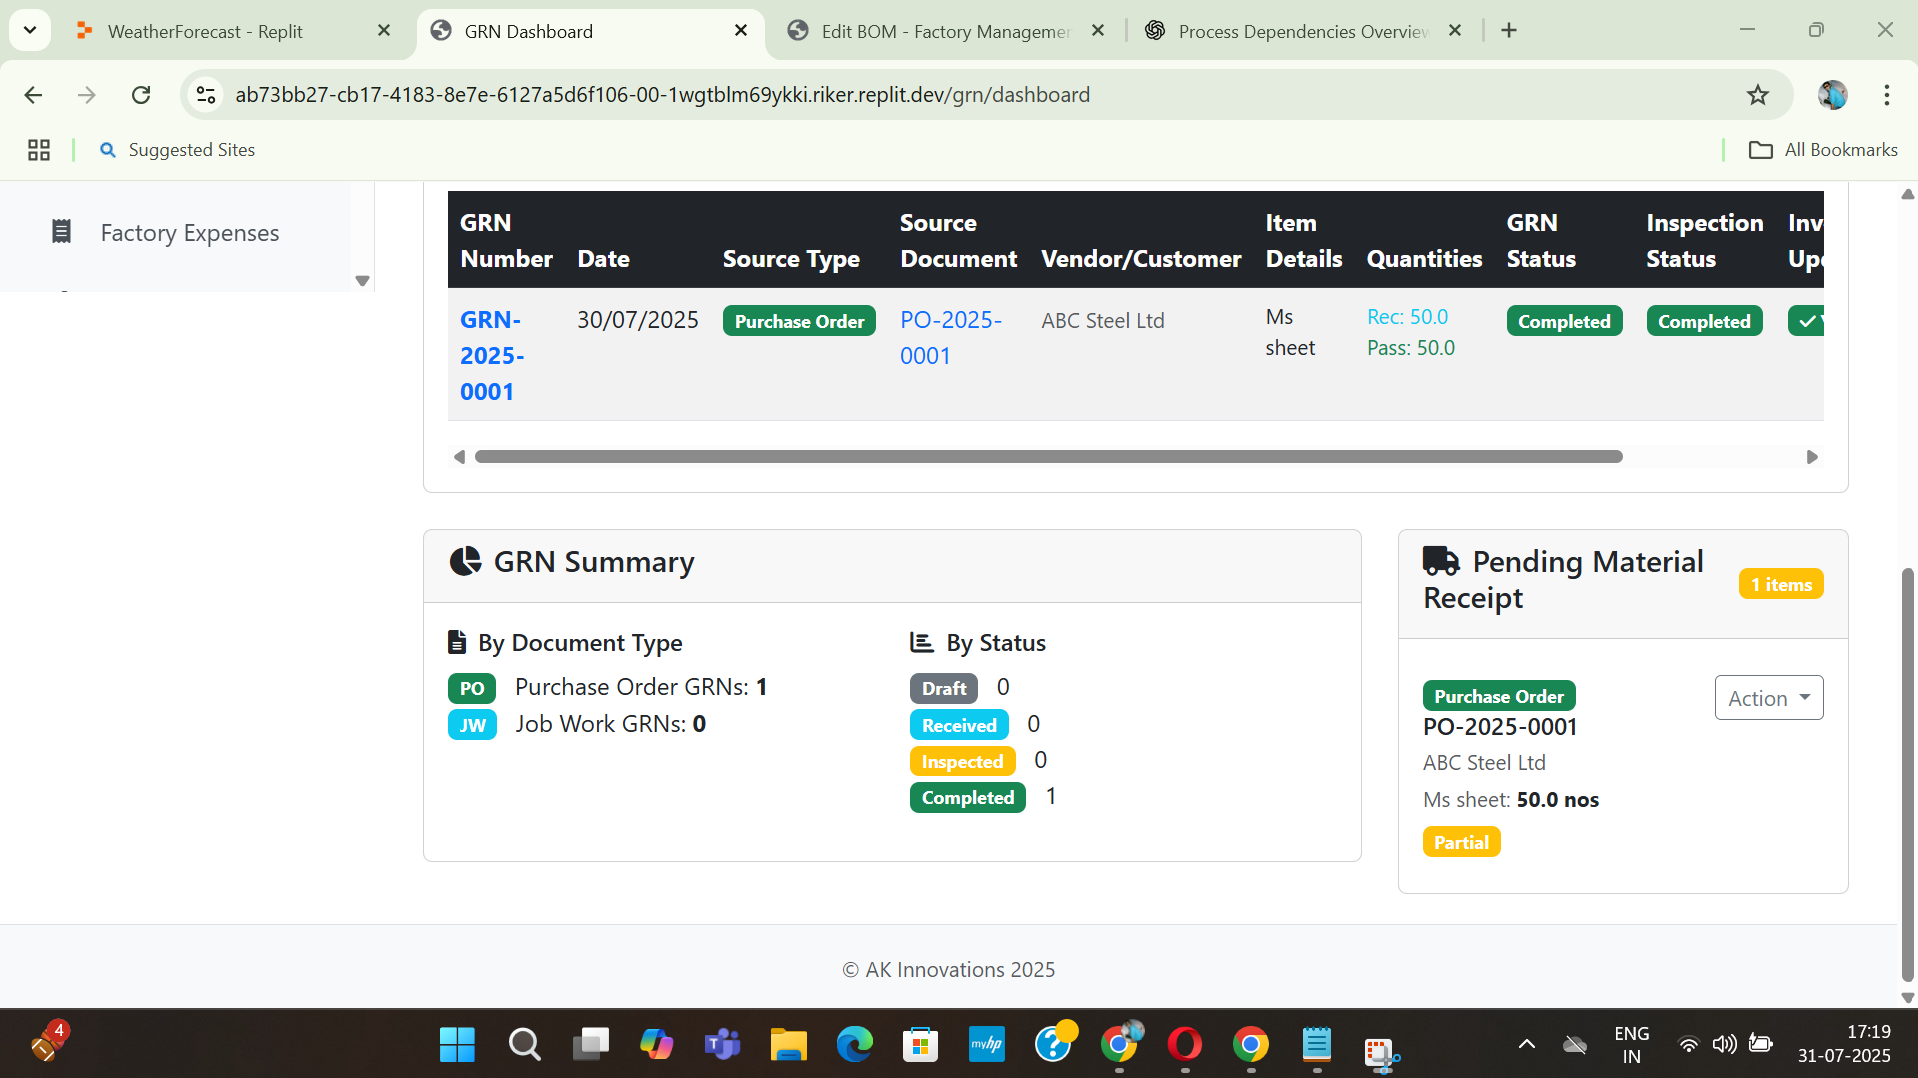 WeatherForecast - Replit
GRN Dashboard
Edit BOM - Factory Managemen
Process Dependencies Overview
ab73bb27-cb17-4183-8e7e-6127a5d6f106-00-1wgtblm69ykki.riker.replit.dev/grn/dashboard
Suggested Sites
All Bookmarks
Factory Expenses
GRN Number
Date
Source Type
Source Document
Vendor/Customer
Item Details
Quantities
GRN Status
Inspection Status
Inv
Upd
GRN-2025-0001
30/07/2025
Purchase Order
PO-2025-0001
ABC Steel Ltd
Ms sheet
Rec: 50.0
Pass: 50.0
Completed
Completed
GRN Summary
By Document Type
PO Purchase Order GRNs: 1
JW Job Work GRNs: 0
By Status
Draft 0
Received 0
Inspected 0
Completed 1
Pending Material Receipt
1 items
Purchase Order
Action
PO-2025-0001
ABC Steel Ltd
Ms sheet: 50.0 nos
Partial
© AK Innovations 2025
4
myhp
ENG
IN
17:19
31-07-2025